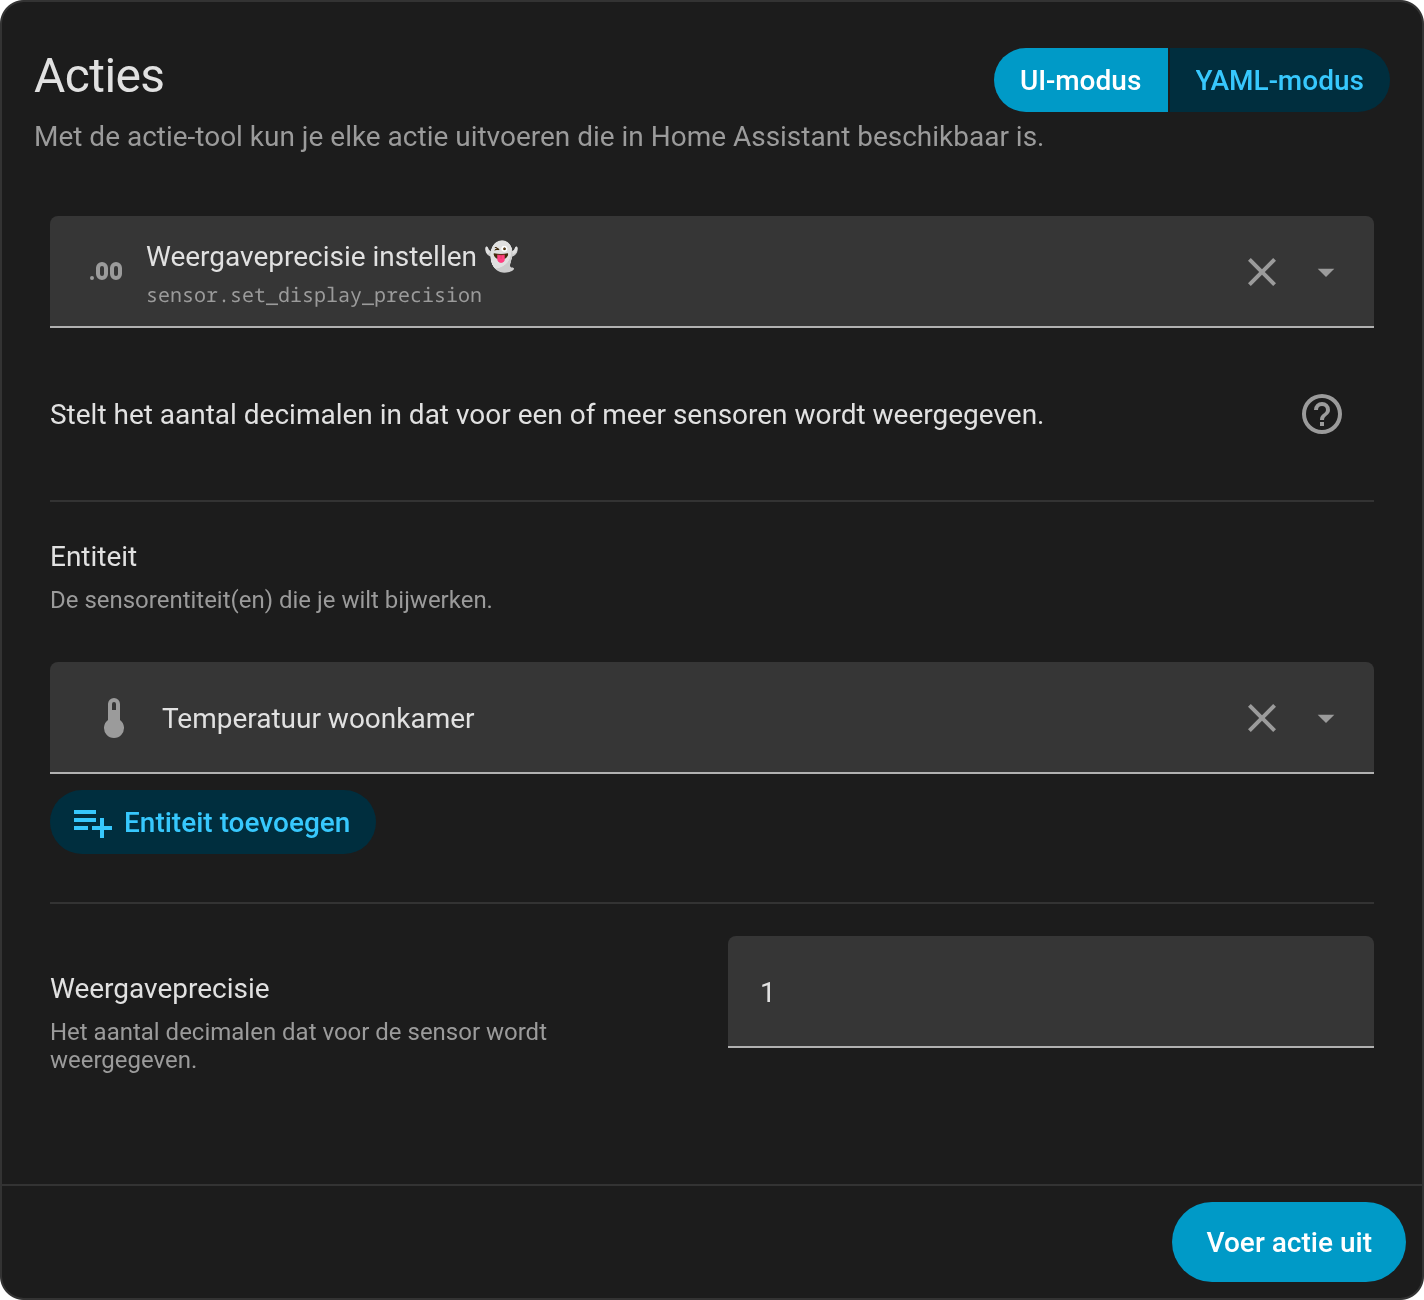 Acties
UI-modus
YAML-modus
Met de actie-tool kun je elke actie uitvoeren die in Home Assistant beschikbaar is.
.00
Weergaveprecisie instellen 👻
sensor.set_display_precision
Stelt het aantal decimalen in dat voor een of meer sensoren wordt weergegeven.
Entiteit
De sensorentiteit(en) die je wilt bijwerken.
Temperatuur woonkamer
Entiteit toevoegen
Weergaveprecisie
Het aantal decimalen dat voor de sensor wordt
weergegeven.
1
Voer actie uit